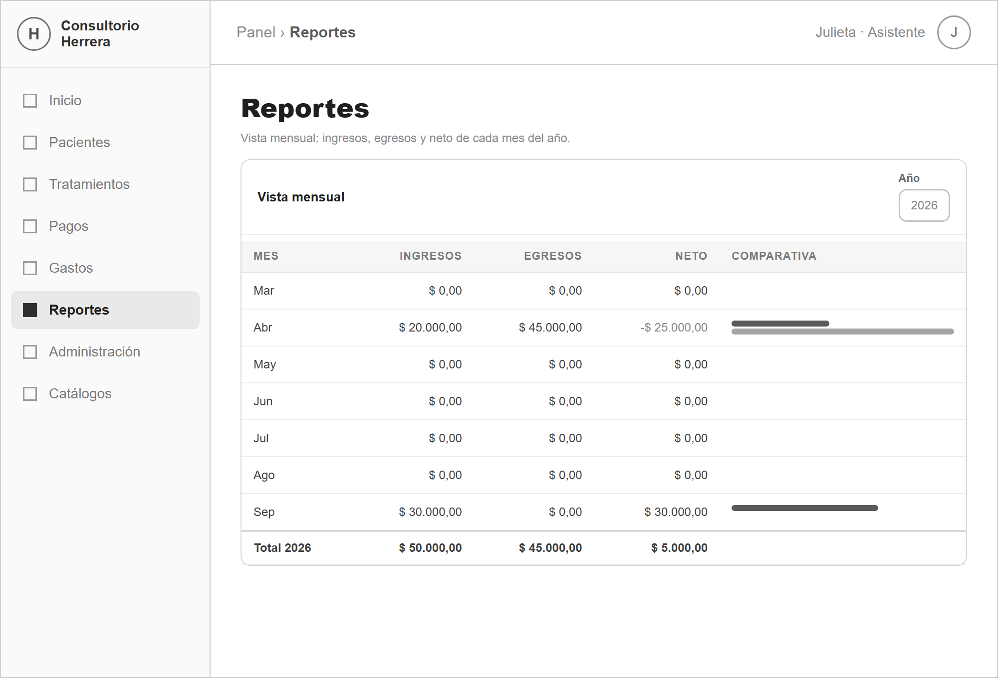 H
Consultorio
Herrera
Inicio
Pacientes
Tratamientos
Pagos
Gastos
Reportes
Administración
Catálogos
Panel › Reportes
Julieta · Asistente
J
Reportes
Vista mensual: ingresos, egresos y neto de cada mes del año.
Vista mensual
Año
2026
MES INGRESOS EGRESOS NETO COMPARATIVA
Mar $ 0,00 $ 0,00 $ 0,00
Abr $ 20.000,00 $ 45.000,00 -$ 25.000,00
May $ 0,00 $ 0,00 $ 0,00
Jun $ 0,00 $ 0,00 $ 0,00
Jul $ 0,00 $ 0,00 $ 0,00
Ago $ 0,00 $ 0,00 $ 0,00
Sep $ 30.000,00 $ 0,00 $ 30.000,00
Total 2026 $ 50.000,00 $ 45.000,00 $ 5.000,00